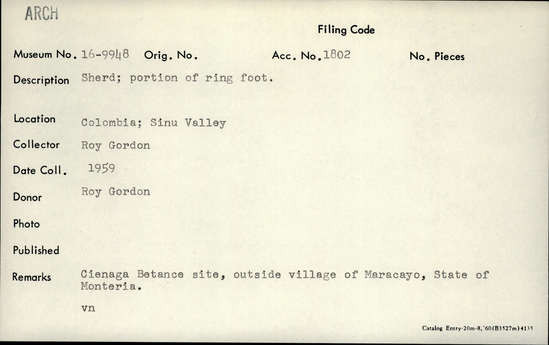 ARCH
Filing Code
Museum No. 16-9948 Orig. No. Acc. No. 1802 No. Pieces
Description Sherd; portion of ring foot.
Location Colombia; Sinu Valley
Collector Roy Gordon
Date Coll. 1959
Donor Roy Gordon
Photo
Published
Remarks Cienaga Betance site, outside village of Maracayo, State of
Monteria.
vn
Catalog Entry-20m-8,'60(B3527m)4135